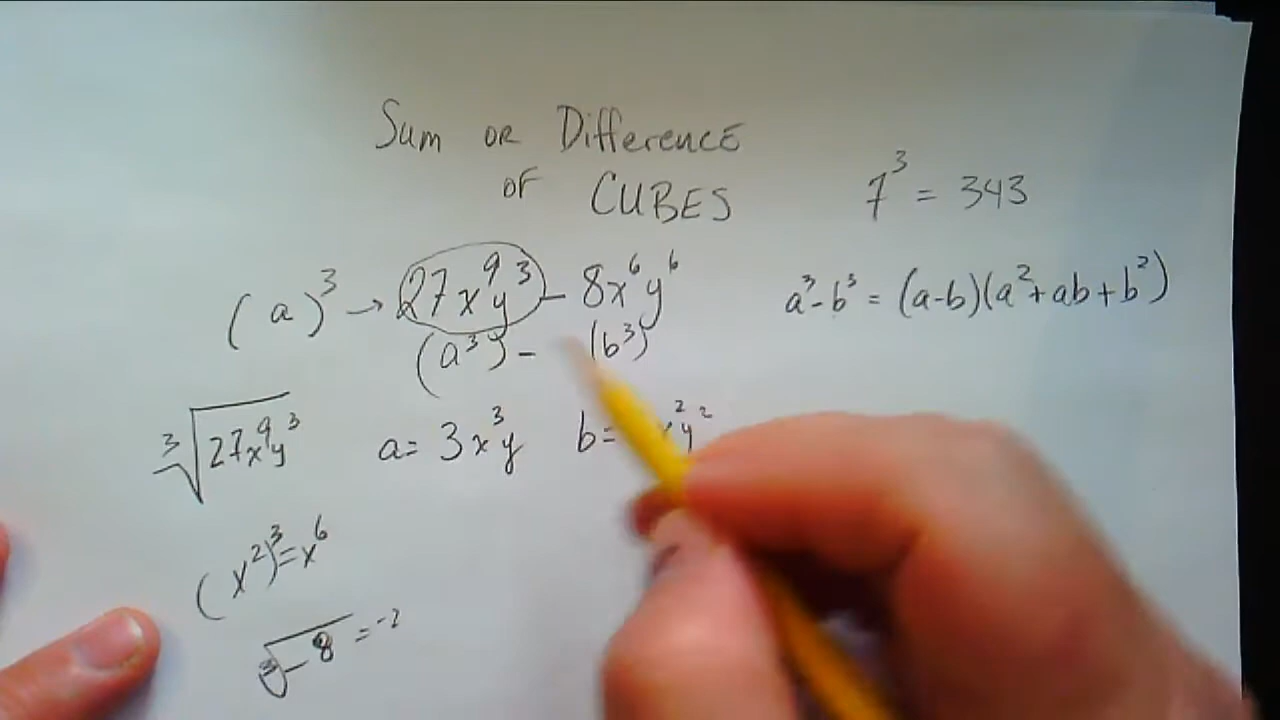 Sum OR Difference
OF CUBES
7³ = 343
(a)³ → 27x⁹y³ - 8x⁶y⁶
a³-b³ = (a-b)(a²+ab+b²)
(a³) - (b³)
∛27x⁹y³
a= 3x³y
b= x²y²
(x²)³=x⁶
∛-8 = -2